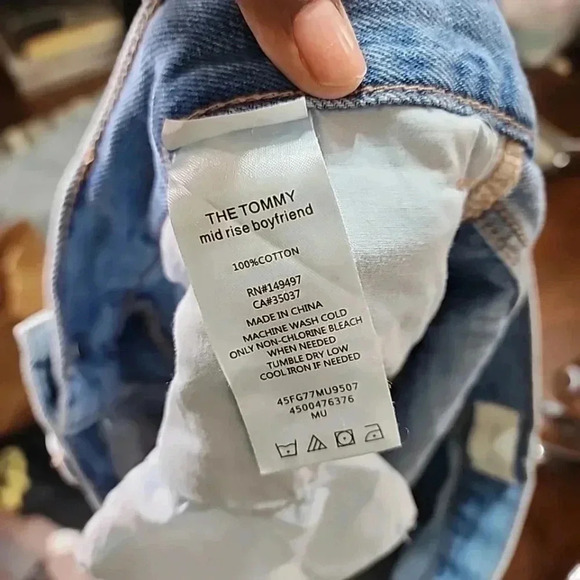 THE TOMMY
mid rise boyfriend
100%COTTON
RN#149497
CA#35037
MADE IN CHINA
MACHINE WASH COLD
ONLY NON-CHLORINE BLEACH
WHEN NEEDED
TUMBLE DRY LOW
COOL IRON IF NEEDED
45FG77MU9507
4500476376
MU